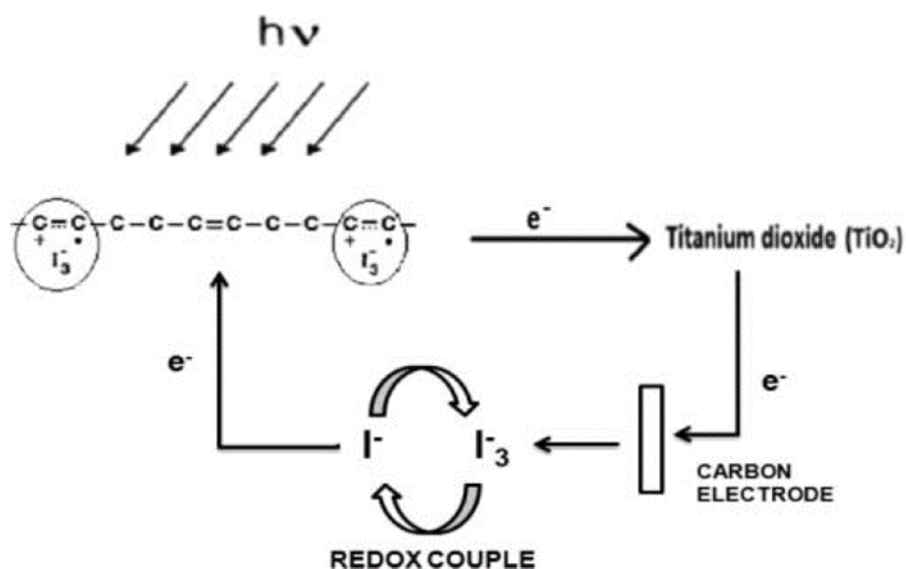 hν
–C=C–C–C–C=C–C–C–C=C–
+ • + •
I₃⁻ I₃⁻
e⁻
Titanium dioxide (TiO₂)
e⁻
e⁻
I⁻ I⁻₃
CARBON
ELECTRODE
REDOX COUPLE